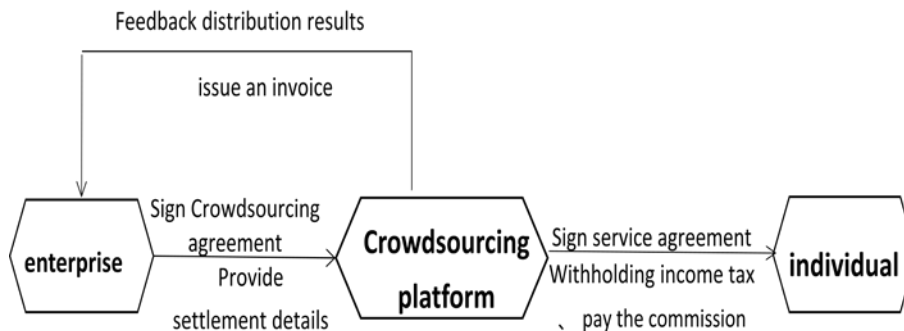 Feedback distribution results
issue an invoice
Sign Crowdsourcing
agreement
Provide
settlement details
enterprise
Crowdsourcing
platform
Sign service agreement
Withholding income tax
、 pay the commission
individual